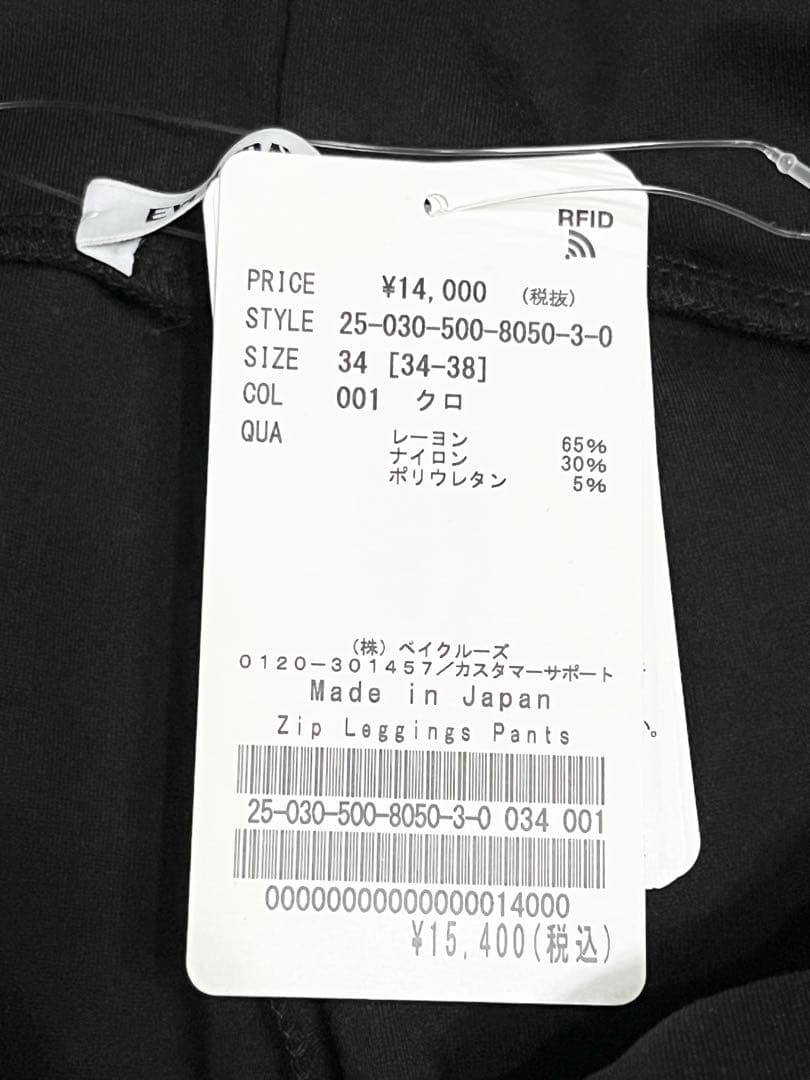 RFID
PRICE ¥14,000 (税抜)
STYLE 25-030-500-8050-3-0
SIZE 34 [34-38]
COL 001 クロ
QUA レーヨン 65%
ナイロン 30%
ポリウレタン 5%
(株)ベイクルーズ
0120-301457/カスタマーサポート
Made in Japan
Zip Leggings Pants
25-030-500-8050-3-0 034 001
00000000000000014000
¥15,400(税込)